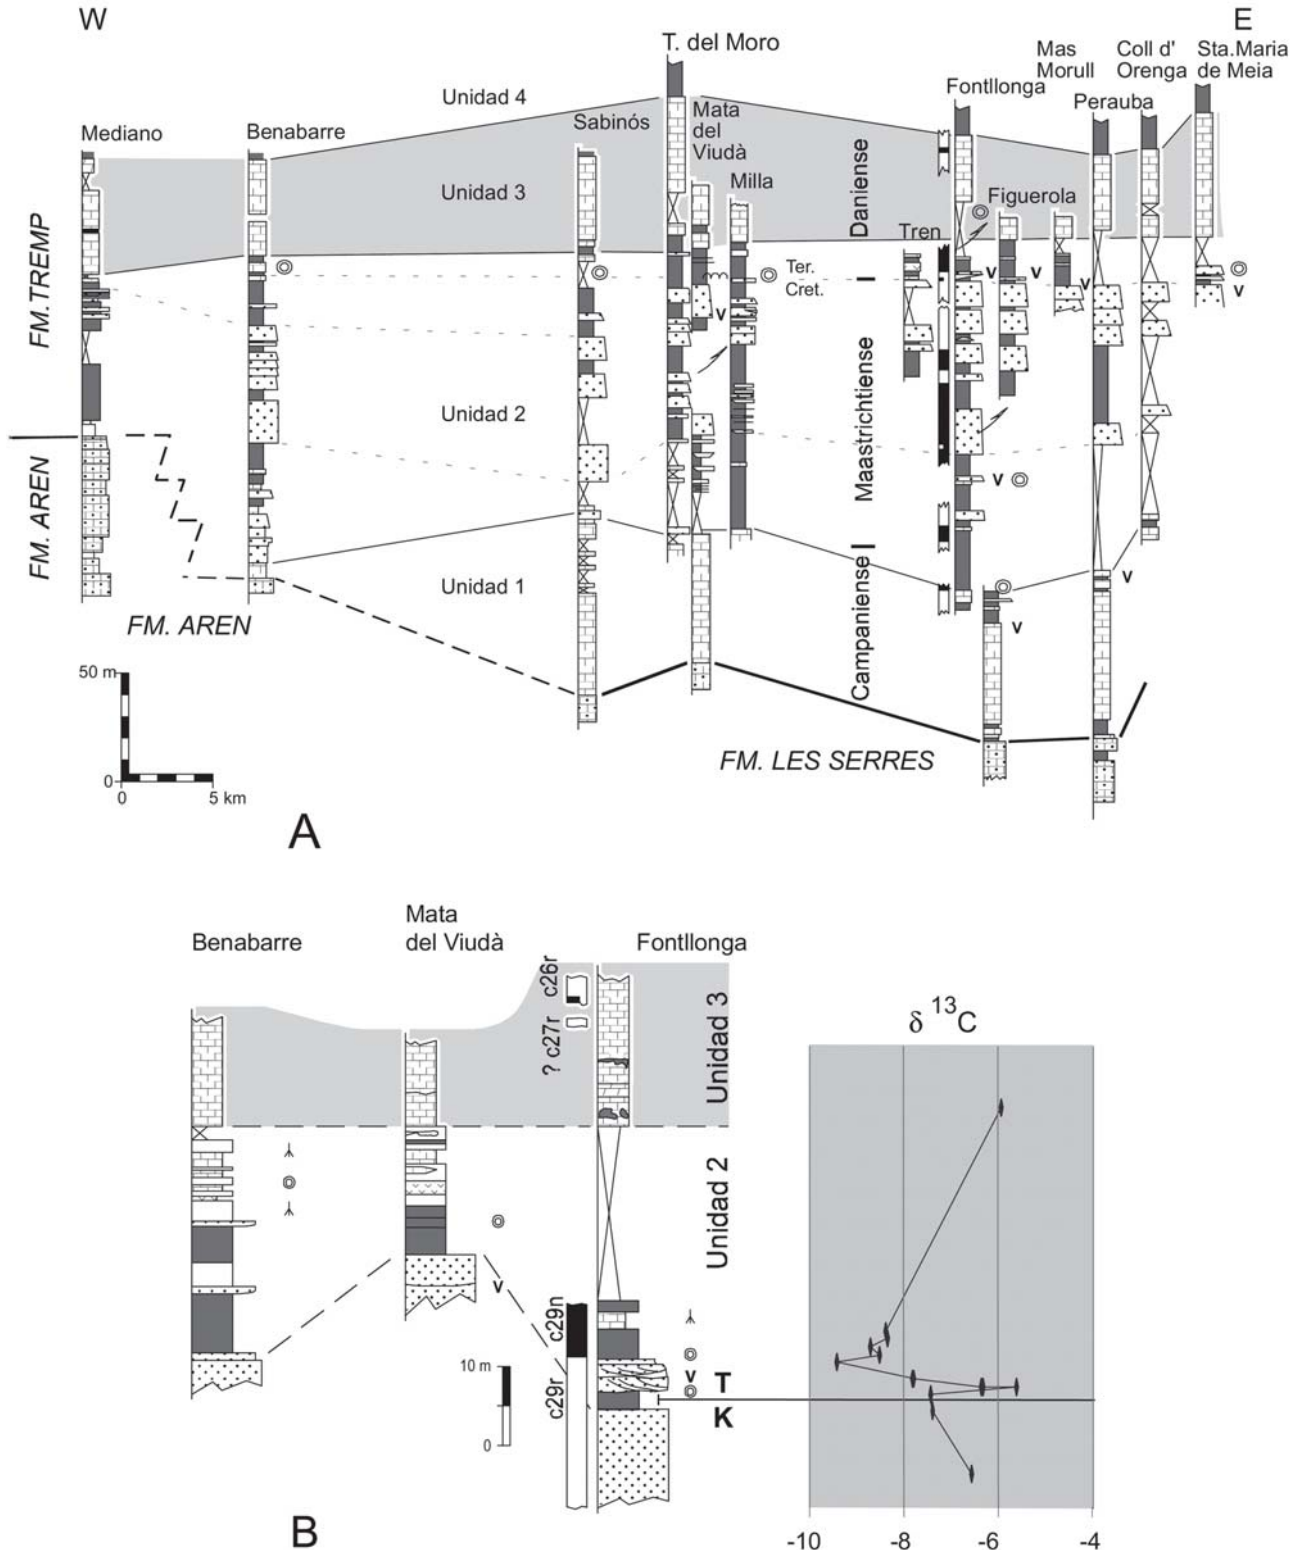 W
E
T. del Moro
Mas
Morull
Coll d'
Orenga
Sta.Maria
de Meia
Fontllonga
Perauba
Unidad 4
Mediano
Benabarre
Sabinós
Mata
del
Viudà
Milla
Unidad 3
Daniense
Figuerola
Tren
FM. TREMP
Ter.
Cret.
v
v
v
v
v
Unidad 2
Maastrichtiense
v
FM. AREN
Unidad 1
Campaniense
v
v
FM. AREN
50 m
0
0
5 km
FM. LES SERRES
A
Benabarre
Mata
del Viudà
Fontllonga
c26r
? c27r
Unidad 3
δ 13C
Unidad 2
v
c29n
c29r
10 m
0
v
T
K
B
-10
-8
-6
-4